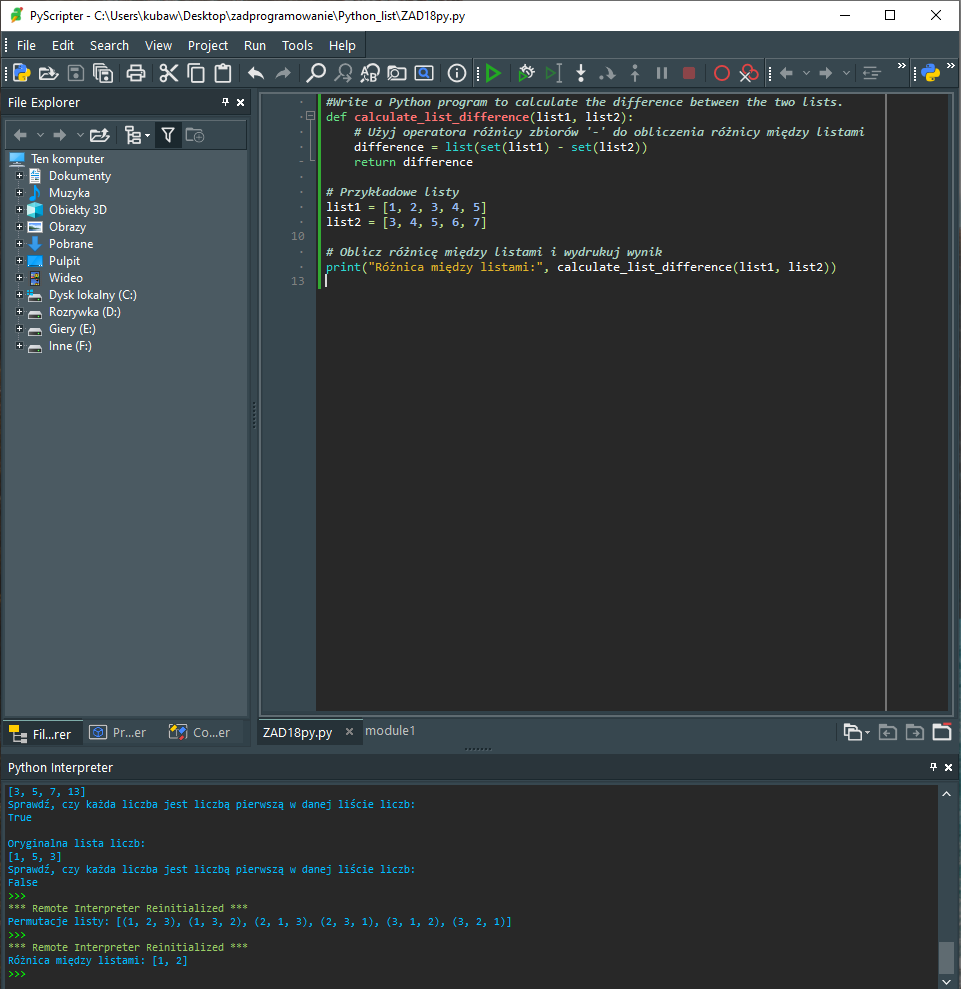 PyScripter - C:\Users\kubaw\Desktop\zadprogramowanie\Python_list\ZAD18py.py
File Edit Search View Project Run Tools Help
File Explorer
Ten komputer
Dokumenty
Muzyka
Obiekty 3D
Obrazy
Pobrane
Pulpit
Wideo
Dysk lokalny (C:)
Rozrywka (D:)
Giery (E:)
Inne (F:)
Fil...rer Pr...er Co...er
#Write a Python program to calculate the difference between the two lists.
def calculate_list_difference(list1, list2):
    # Użyj operatora różnicy zbiorów '-' do obliczenia różnicy między listami
    difference = list(set(list1) - set(list2))
    return difference
# Przykładowe listy
list1 = [1, 2, 3, 4, 5]
list2 = [3, 4, 5, 6, 7]
10
# Oblicz różnicę między listami i wydrukuj wynik
print("Różnica między listami:", calculate_list_difference(list1, list2))
13
ZAD18py.py × module1
Python Interpreter
[3, 5, 7, 13]
Sprawdź, czy każda liczba jest liczbą pierwszą w danej liście liczb:
True
Oryginalna lista liczb:
[1, 5, 3]
Sprawdź, czy każda liczba jest liczbą pierwszą w danej liście liczb:
False
>>>
*** Remote Interpreter Reinitialized ***
Permutacje listy: [(1, 2, 3), (1, 3, 2), (2, 1, 3), (2, 3, 1), (3, 1, 2), (3, 2, 1)]
>>>
*** Remote Interpreter Reinitialized ***
Różnica między listami: [1, 2]
>>>